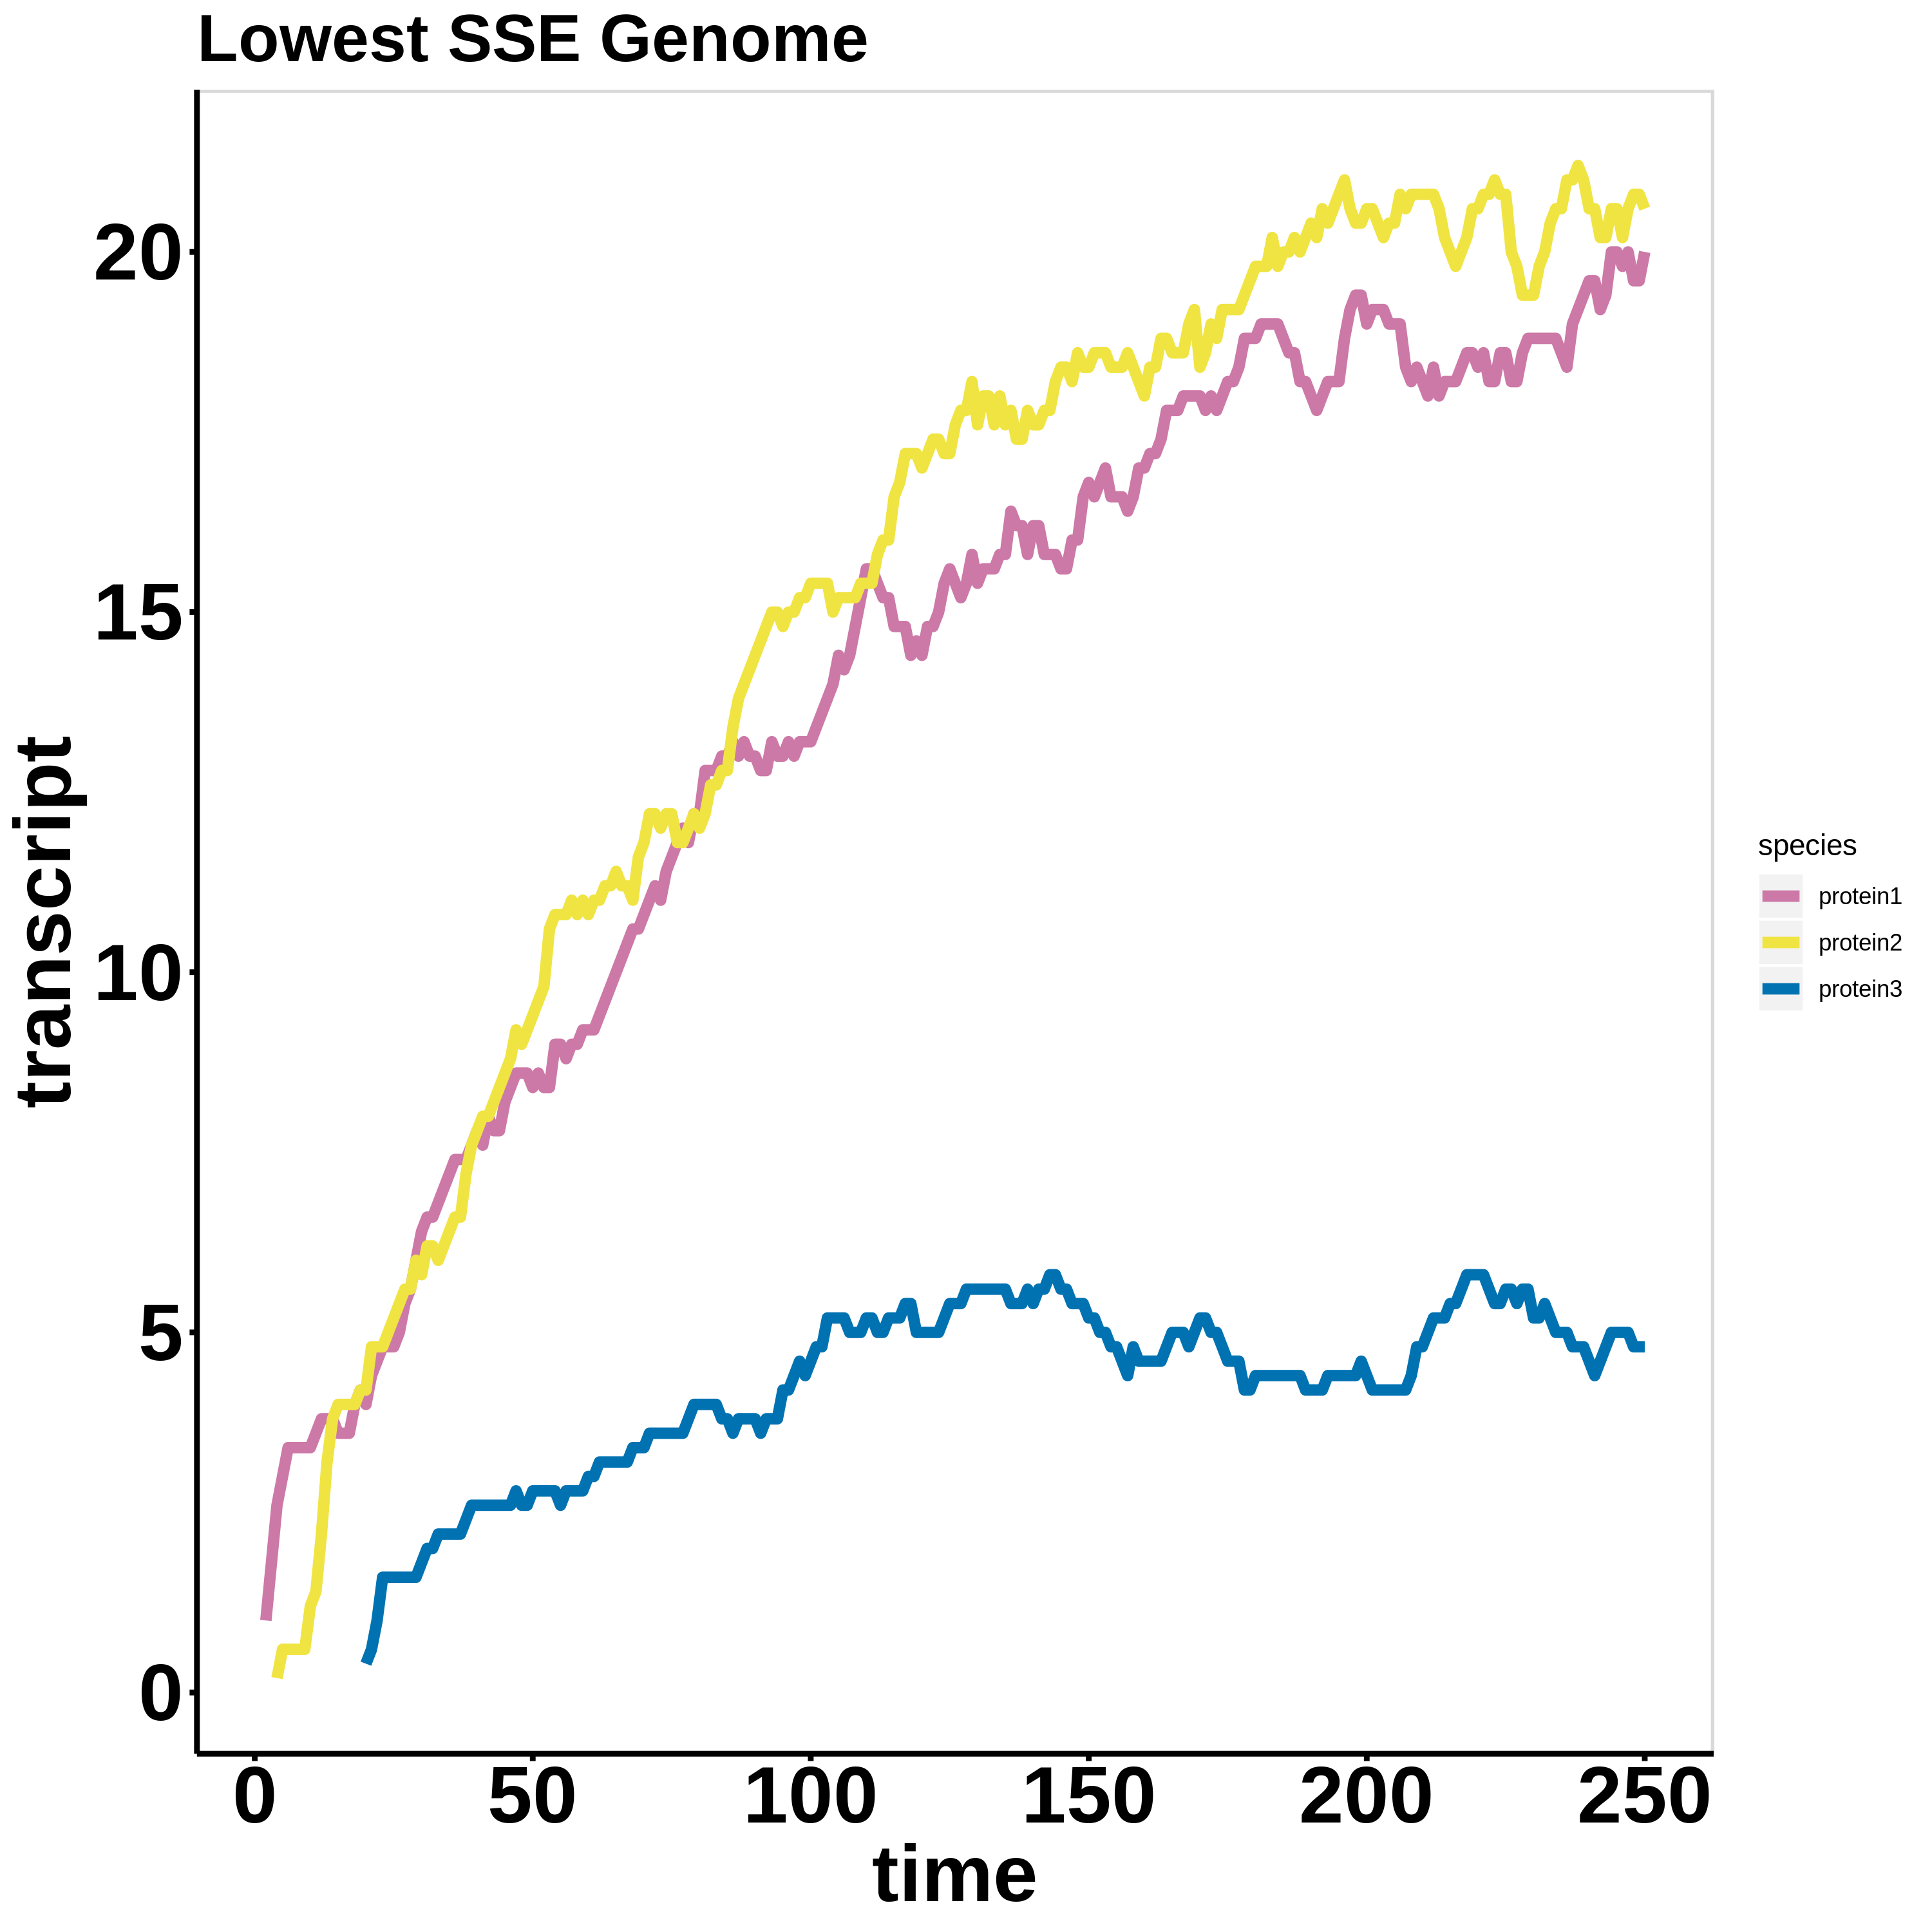 Lowest SSE Genome
transcript
20
15
10
5
0
0 50 100 150 200 250
time
species
protein1
protein2
protein3